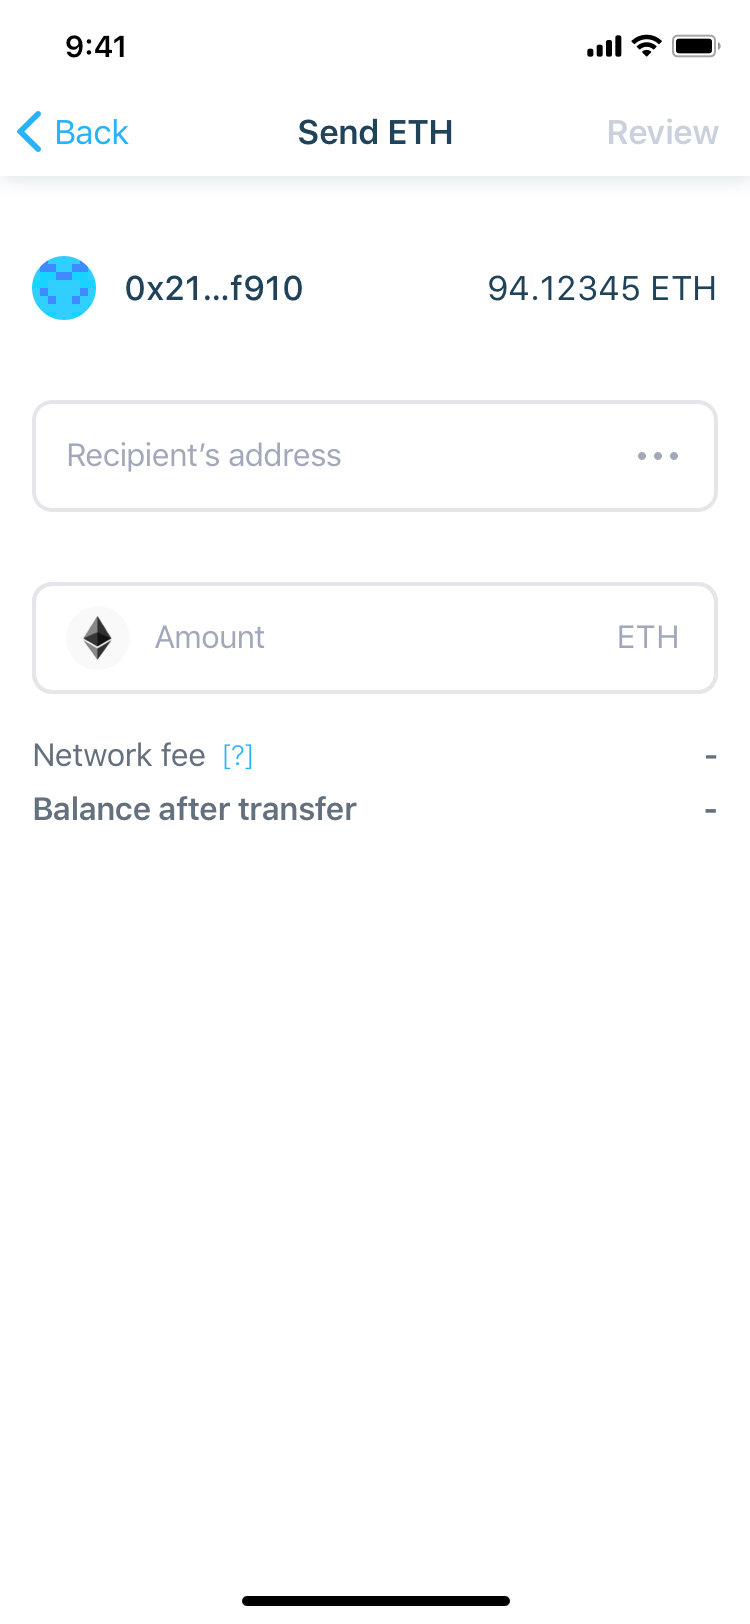 9:41
Back Send ETH Review
0x21...f910 94.12345 ETH
Recipient’s address
Amount ETH
Network fee [?] -
Balance after transfer -